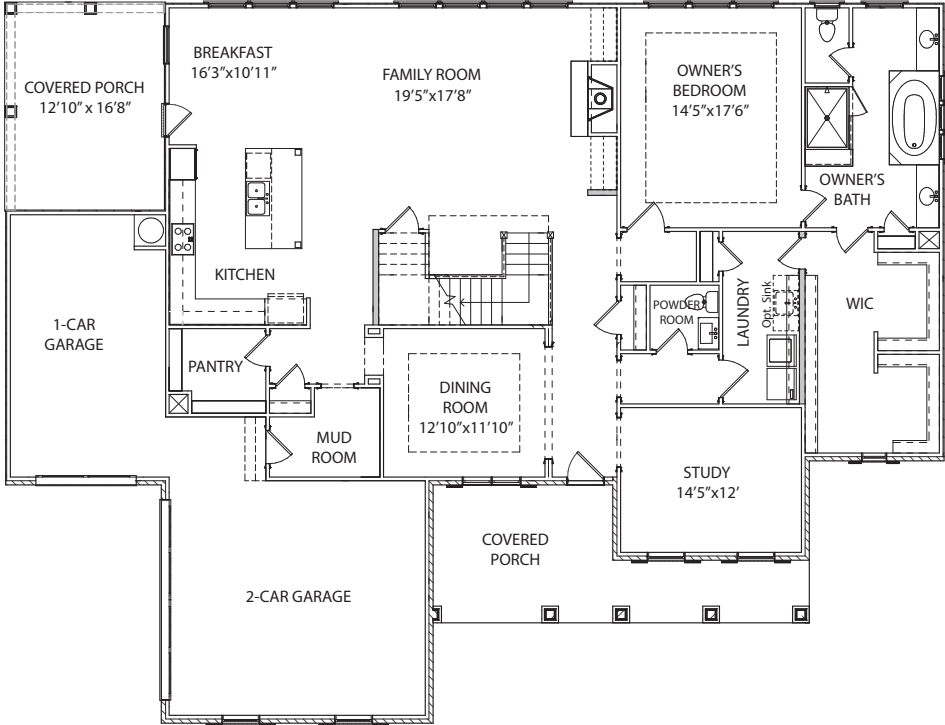 BREAKFAST
16'3"x10'11"
COVERED PORCH
12'10" x 16'8"
FAMILY ROOM
19'5"x17'8"
OWNER'S
BEDROOM
14'5"x17'6"
OWNER'S
BATH
KITCHEN
1-CAR
GARAGE
PANTRY
DINING
ROOM
12'10"x11'10"
MUD
ROOM
POWDER
ROOM
LAUNDRY
Opt. Sink
WIC
STUDY
14'5"x12'
COVERED
PORCH
2-CAR GARAGE